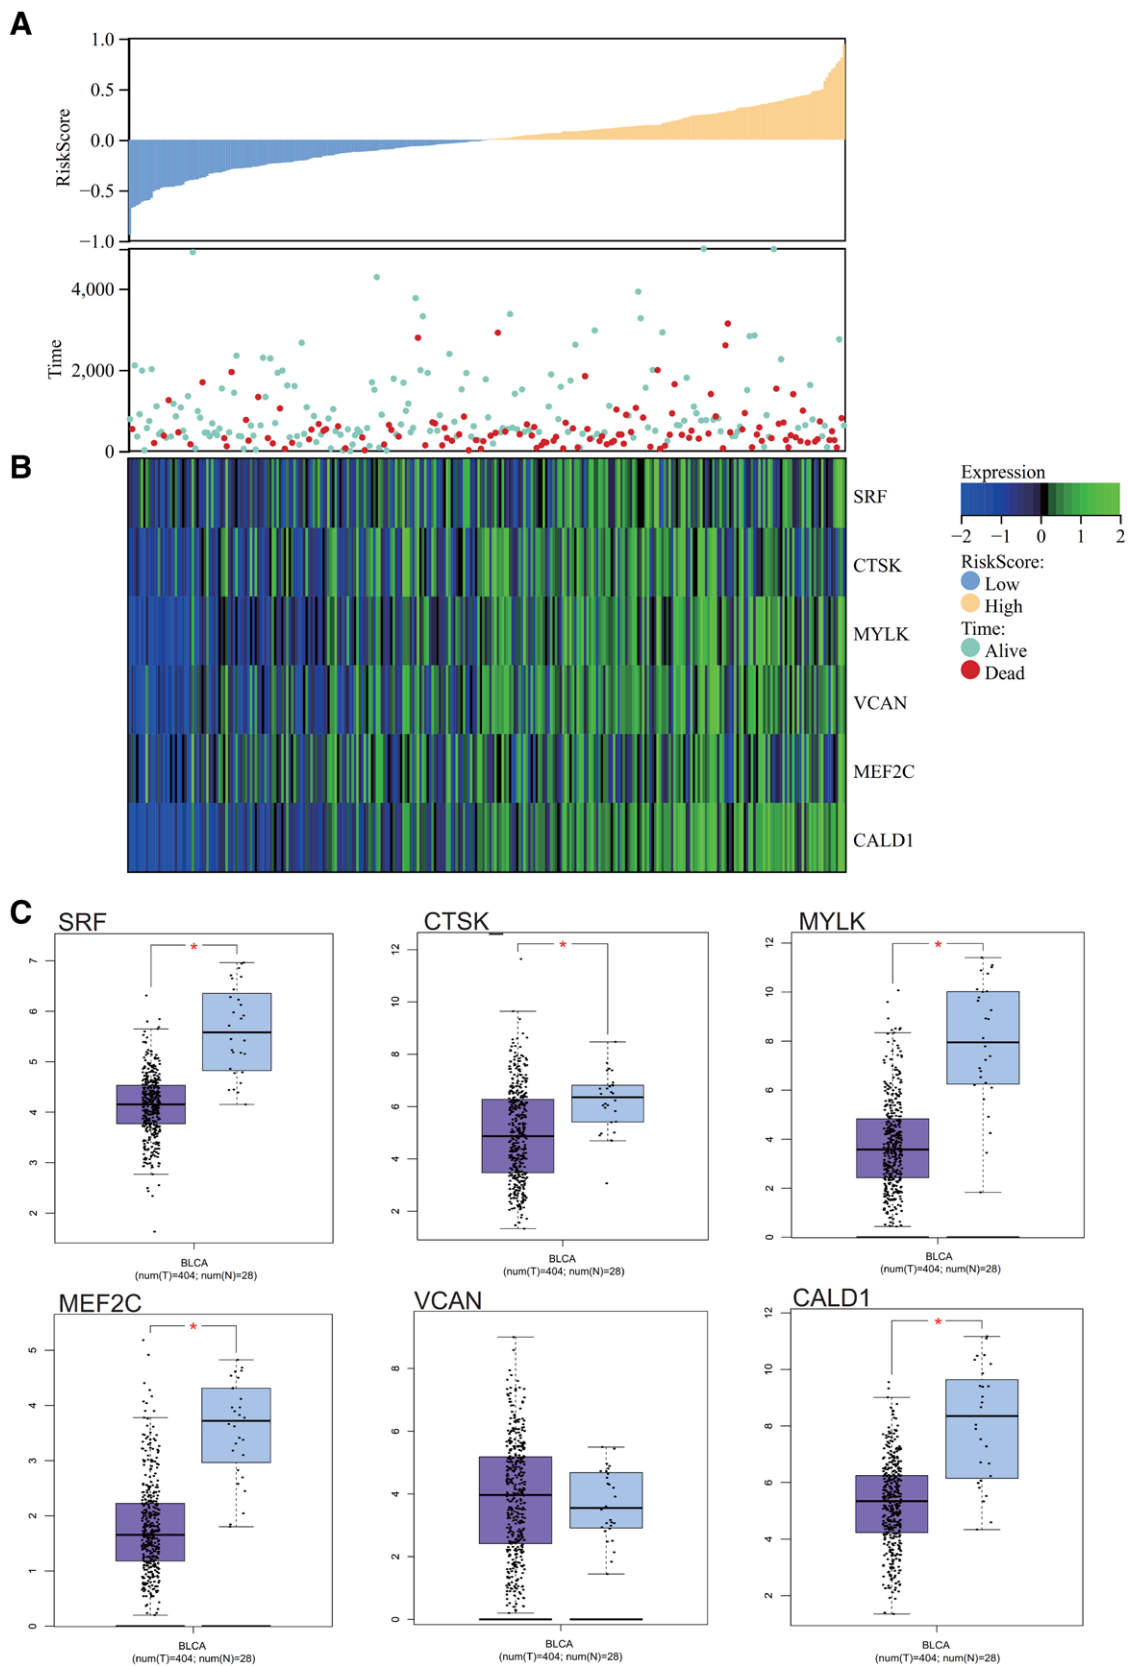 A
1.0
0.5
0.0
−0.5
−1.0
RiskScore
4,000
2,000
0
Time
B
SRF
CTSK
MYLK
VCAN
MEF2C
CALD1
Expression
−2 −1 0 1 2
RiskScore:
Low
High
Time:
Alive
Dead
C
SRF
*
7
6
5
4
3
2
BLCA
(num(T)=404; num(N)=28)
CTSK
*
12
10
8
6
4
2
BLCA
(num(T)=404; num(N)=28)
MYLK
*
12
10
8
6
4
2
0
BLCA
(num(T)=404; num(N)=28)
MEF2C
*
5
4
3
2
1
0
BLCA
(num(T)=404; num(N)=28)
VCAN
8
6
4
2
0
BLCA
(num(T)=404; num(N)=28)
CALD1
*
12
10
8
6
4
2
BLCA
(num(T)=404; num(N)=28)